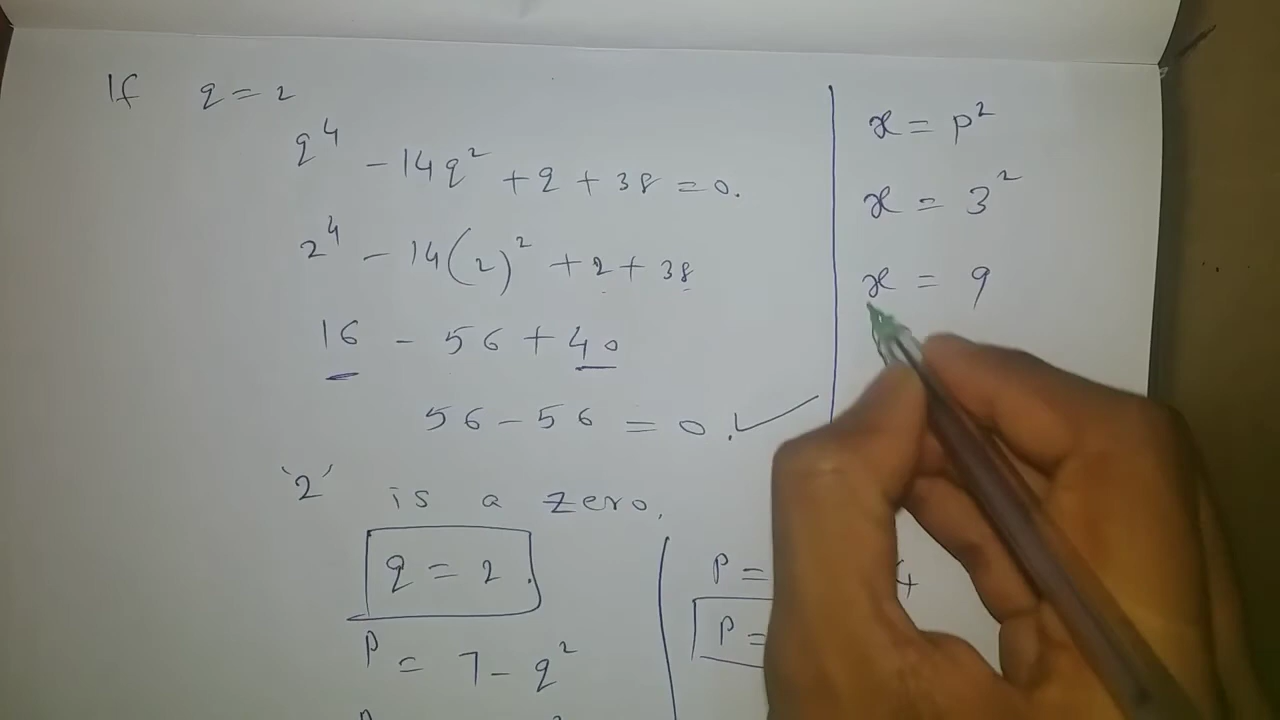 If q = 2
q⁴ - 14q² + q + 38 = 0.
2⁴ - 14(2)² + 2 + 38
16 - 56 + 40
56 - 56 = 0. ✓
'2' is a zero.
q = 2.
P = 7 - q²
x = p²
x = 3²
x = 9
P =
P =